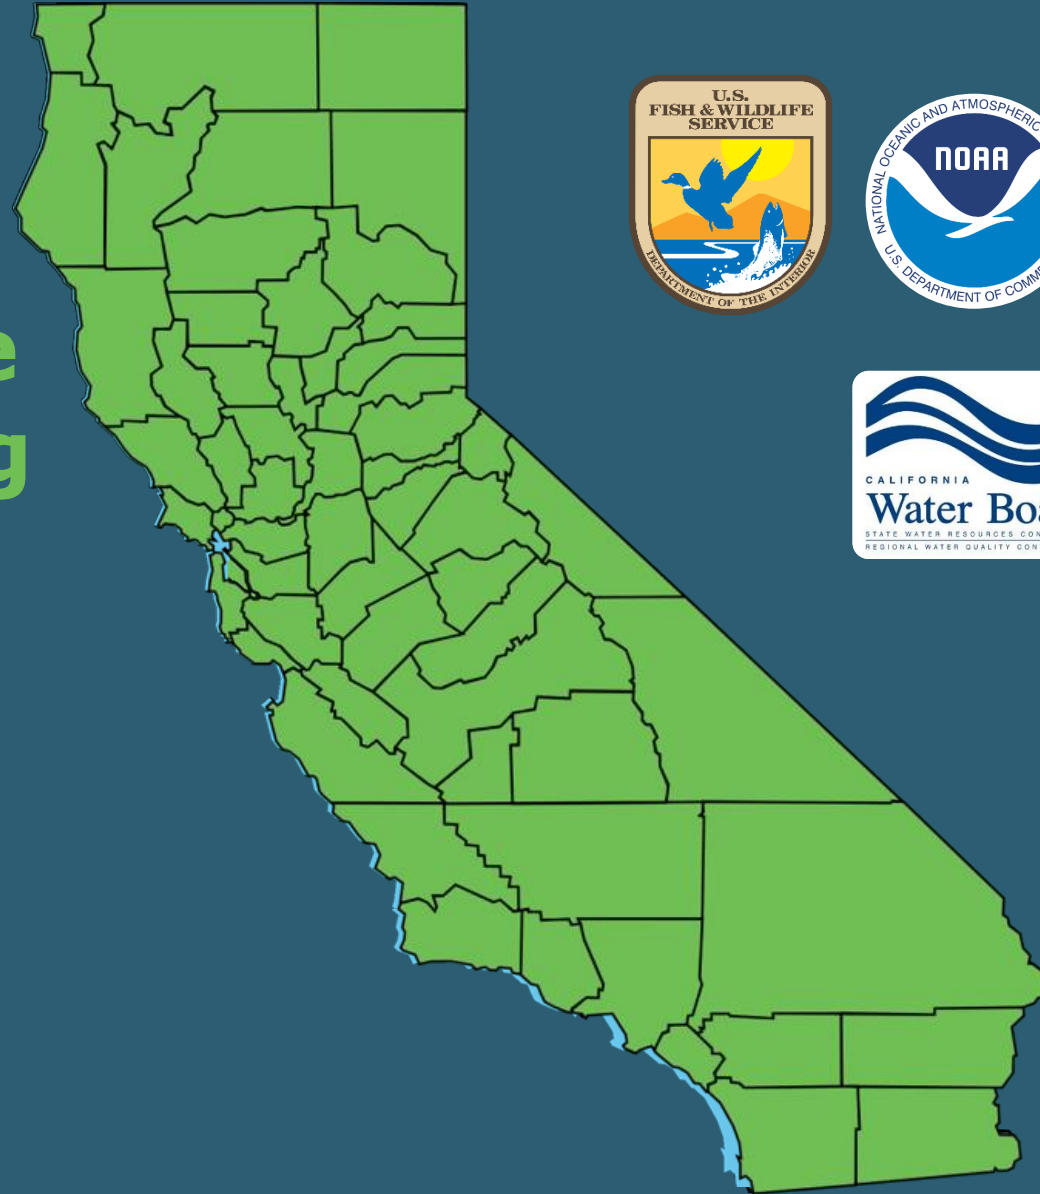 e
g
U.S.
FISH & WILDLIFE
SERVICE
DEPARTMENT OF THE INTERIOR
NATIONAL OCEANIC AND ATMOSPHERIC
NOAA
U.S. DEPARTMENT OF COMM
CALIFORNIA
Water Boa
STATE WATER RESOURCES CON
REGIONAL WATER QUALITY CON